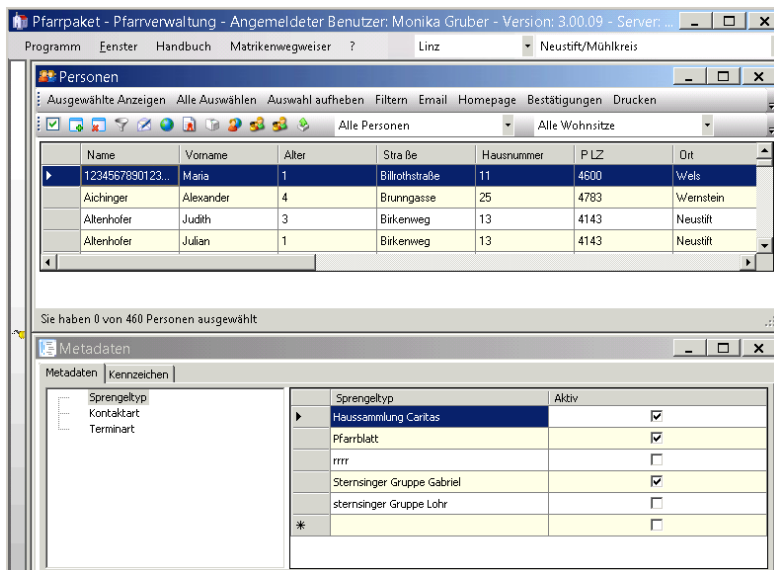 Pfarrpaket - Pfarrverwaltung - Angemeldeter Benutzer: Monika Gruber - Version: 3.00.09 - Server: ...
Programm Fenster Handbuch Matrikenwegweiser ? Linz Neustift/Mühlkreis
Personen
Ausgewählte Anzeigen Alle Auswählen Auswahl aufheben Filtern Email Homepage Bestätigungen Drucken
Alle Personen Alle Wohnsitze
Name Vorname Alter Straße Hausnummer PLZ Ort
1234567890123... Maria 1 Billrothstraße 11 4600 Wels
Aichinger Alexander 4 Brunngasse 25 4783 Wernstein
Altenhofer Judith 3 Birkenweg 13 4143 Neustift
Altenhofer Julian 1 Birkenweg 13 4143 Neustift
Sie haben 0 von 460 Personen ausgewählt
Metadaten
Metadaten Kennzeichen
Sprengeltyp
Kontaktart
Terminart
Sprengeltyp Aktiv
Haussammlung Caritas
Pfarrblatt
rrrr
Sternsinger Gruppe Gabriel
sternsinger Gruppe Lohr